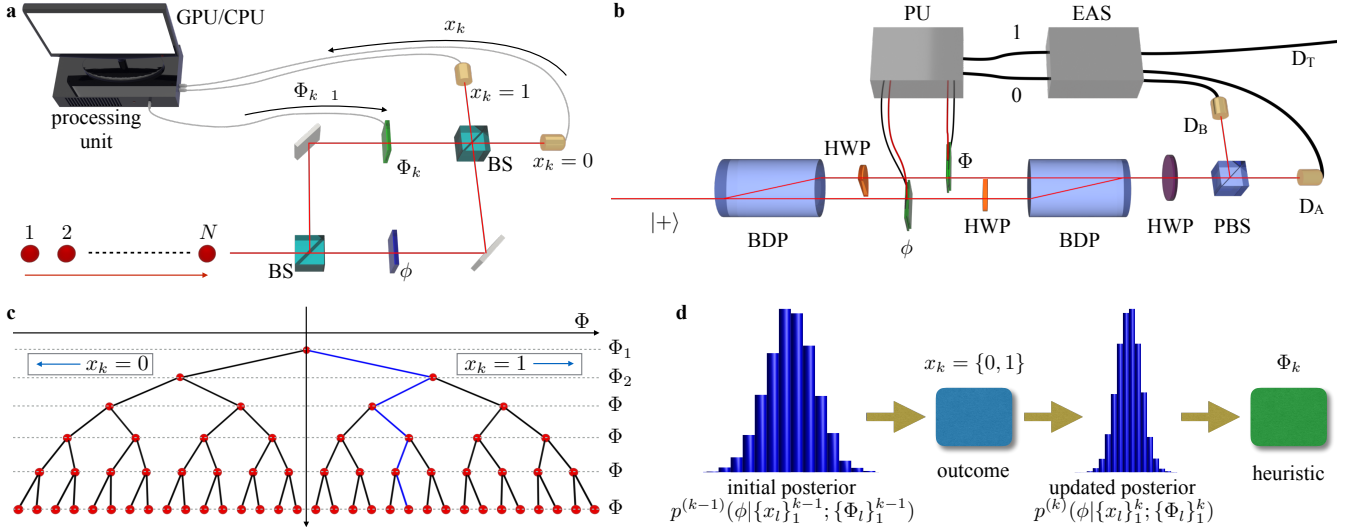 a
GPU/CPU
processing
unit
x_k
Φ_{k 1}
x_k = 1
x_k = 0
BS
Φ_k
1 2 N
BS
ϕ
b
PU
EAS
1
0
D_T
D_B
HWP
Φ
|+⟩
BDP
ϕ
HWP
BDP
HWP
PBS
D_A
c
Φ
x_k = 0
x_k = 1
Φ_1
Φ_2
Φ
Φ
Φ
Φ
d
x_k = {0, 1}
Φ_k
initial posterior
outcome
updated posterior
heuristic
p^{(k−1)}(ϕ|{x_l}_1^{k−1}; {Φ_l}_1^{k−1})
p^{(k)}(ϕ|{x_l}_1^k; {Φ_l}_1^k)